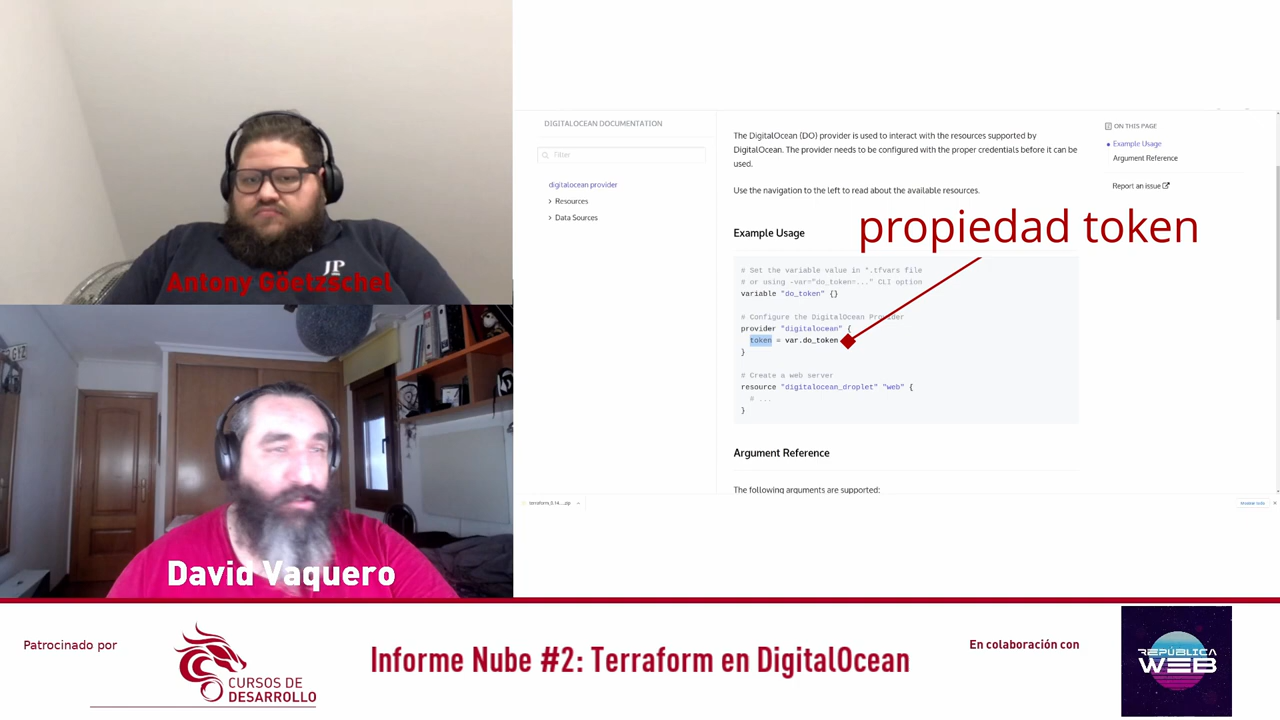 JP
Antony Göetzschel
David Vaquero
DIGITALOCEAN DOCUMENTATION
Filter
digitalocean provider
Resources
Data Sources
The DigitalOcean (DO) provider is used to interact with the resources supported by
DigitalOcean. The provider needs to be configured with the proper credentials before it can be
used.
Use the navigation to the left to read about the available resources.
Example Usage
propiedad token
# Set the variable value in *.tfvars file
# or using -var="do_token=..." CLI option
variable "do_token" {}
# Configure the DigitalOcean Provider
provider "digitalocean" {
token = var.do_token
}
# Create a web server
resource "digitalocean_droplet" "web" {
# ...
}
Argument Reference
The following arguments are supported:
ON THIS PAGE
Example Usage
Argument Reference
Report an issue
terraform_0.14....zip
Patrocinado por
CURSOS DE
DESARROLLO
Informe Nube #2: Terraform en DigitalOcean
En colaboración con
REPÚBLICA
WEB